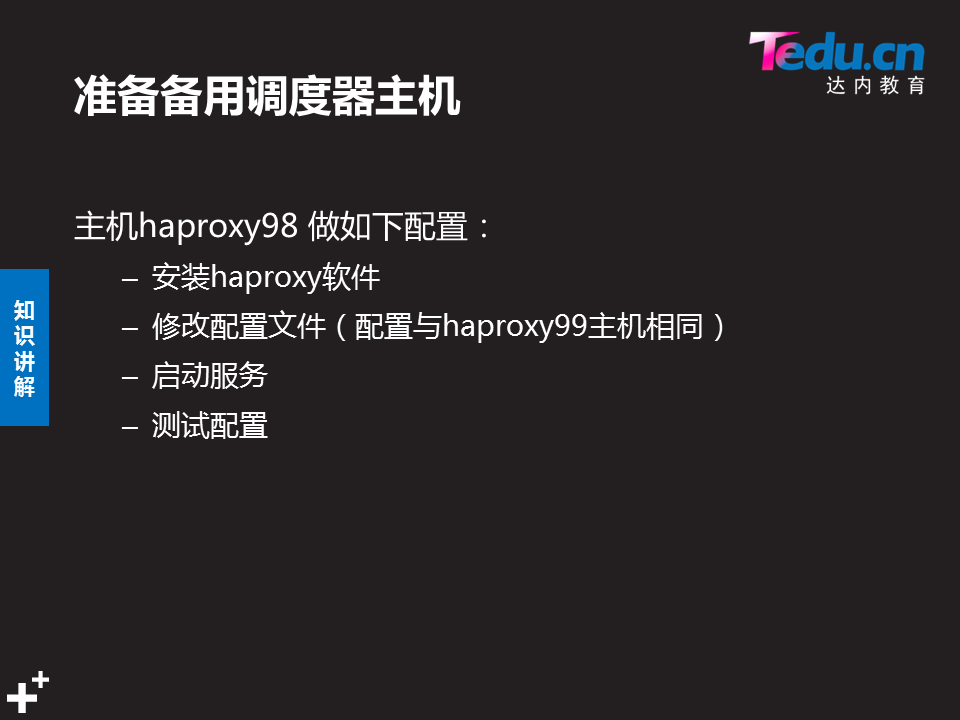 Tedu.cn
达内教育
准备备用调度器主机
主机haproxy98 做如下配置：
– 安装haproxy软件
– 修改配置文件（配置与haproxy99主机相同）
– 启动服务
– 测试配置
知识讲解